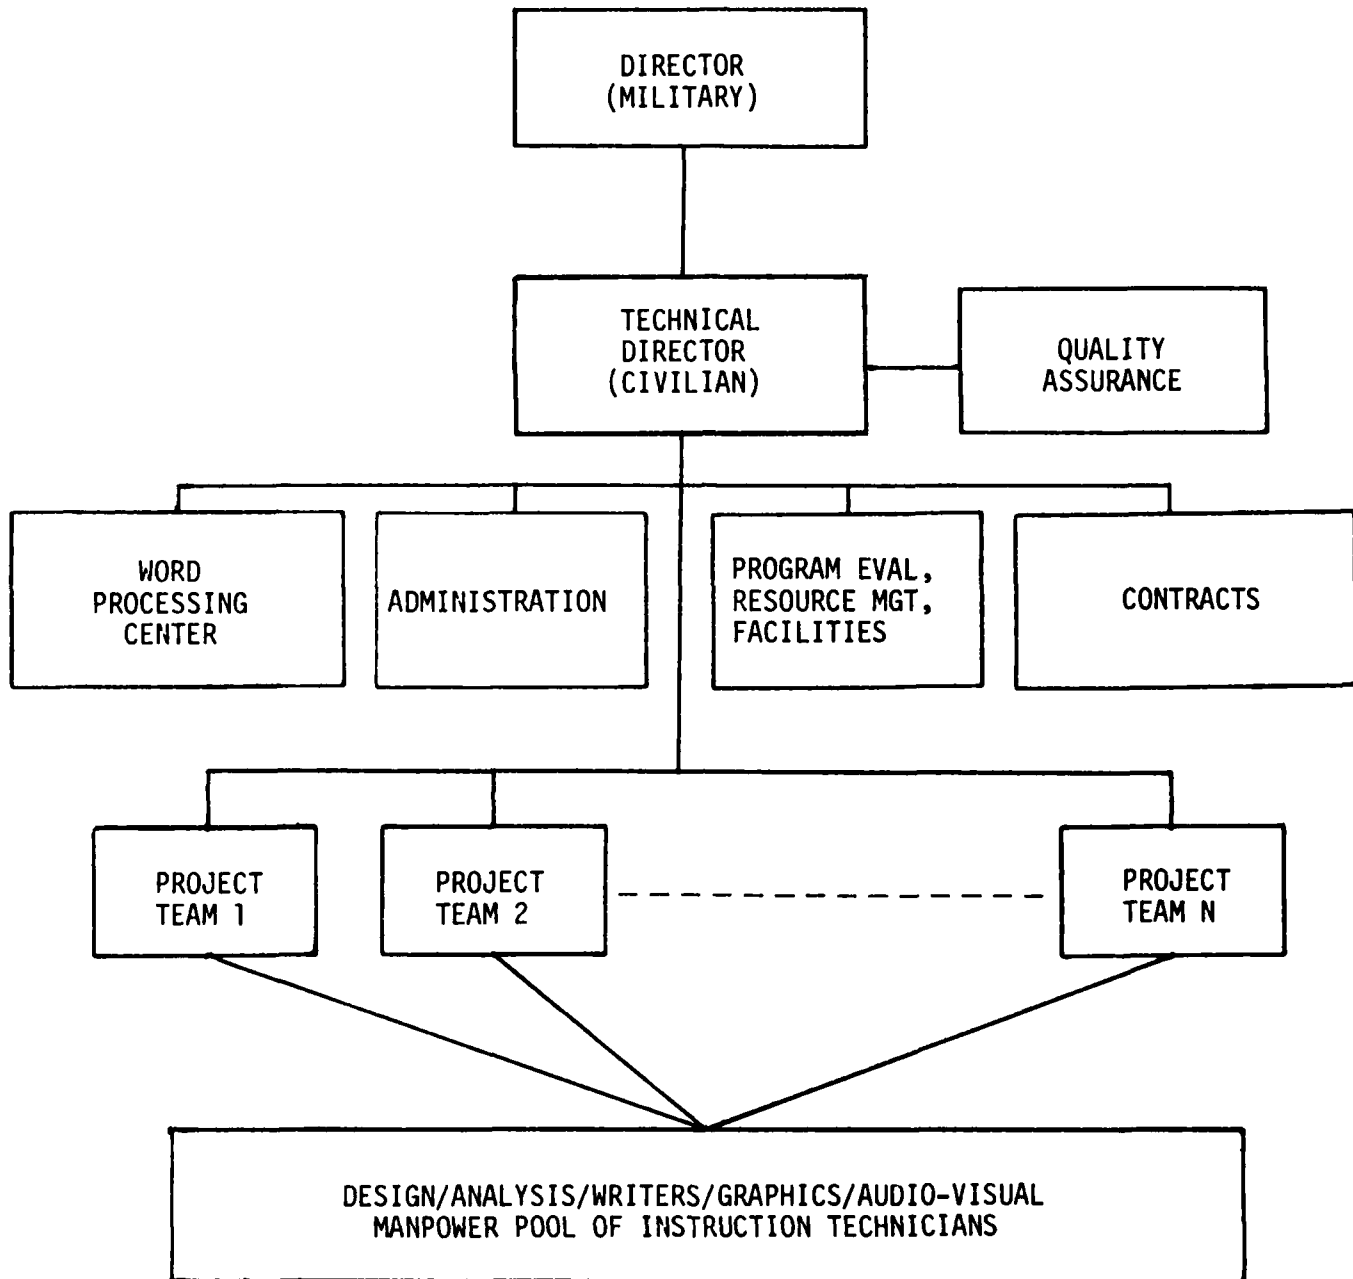 DIRECTOR
(MILITARY)
TECHNICAL
DIRECTOR
(CIVILIAN)
QUALITY
ASSURANCE
WORD
PROCESSING
CENTER
ADMINISTRATION
PROGRAM EVAL,
RESOURCE MGT,
FACILITIES
CONTRACTS
PROJECT
TEAM 1
PROJECT
TEAM 2
PROJECT
TEAM N
DESIGN/ANALYSIS/WRITERS/GRAPHICS/AUDIO-VISUAL
MANPOWER POOL OF INSTRUCTION TECHNICIANS